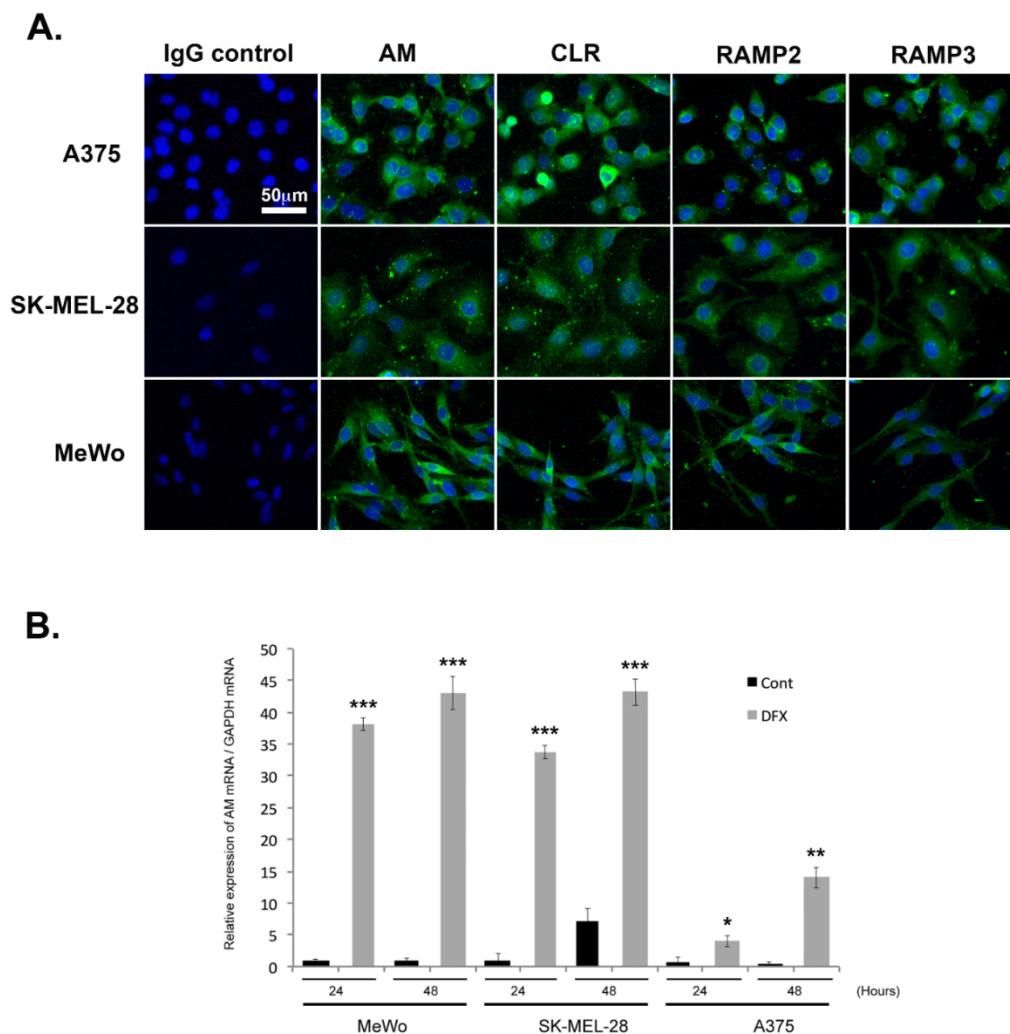 A.
IgG control AM CLR RAMP2 RAMP3
A375
50μm
SK-MEL-28
MeWo
B.
Relative expression of AM mRNA / GAPDH mRNA
50
45
40
35
30
25
20
15
10
5
0
*** *** *** *** * **
Cont
DFX
24 48 24 48 24 48 (Hours)
MeWo SK-MEL-28 A375